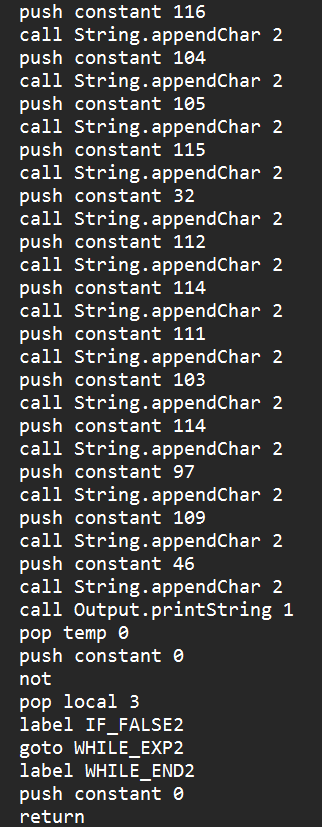 push constant 116
call String.appendChar 2
push constant 104
call String.appendChar 2
push constant 105
call String.appendChar 2
push constant 115
call String.appendChar 2
push constant 32
call String.appendChar 2
push constant 112
call String.appendChar 2
push constant 114
call String.appendChar 2
push constant 111
call String.appendChar 2
push constant 103
call String.appendChar 2
push constant 114
call String.appendChar 2
push constant 97
call String.appendChar 2
push constant 109
call String.appendChar 2
push constant 46
call String.appendChar 2
call Output.printString 1
pop temp 0
push constant 0
not
pop local 3
label IF_FALSE2
goto WHILE_EXP2
label WHILE_END2
push constant 0
return